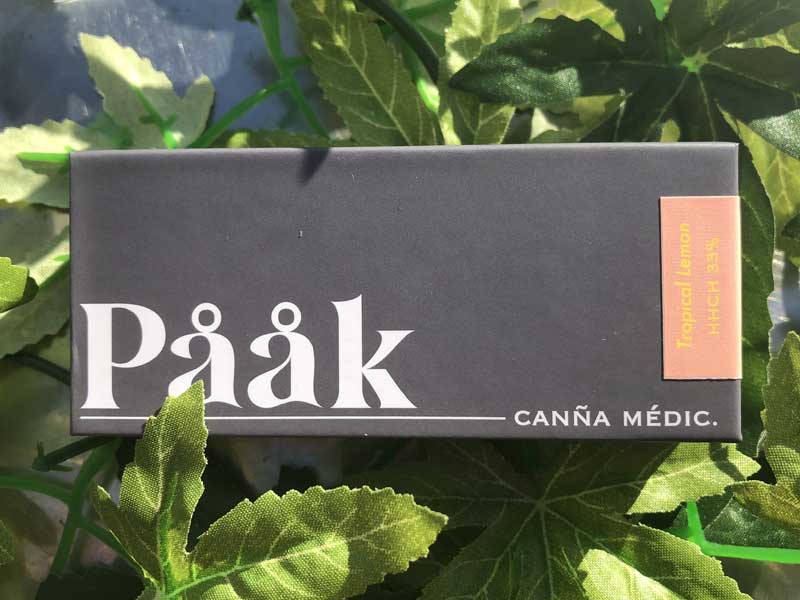 Pååk
CANÑA MÉDIC.
Tropical Lemon
HHCH 33%